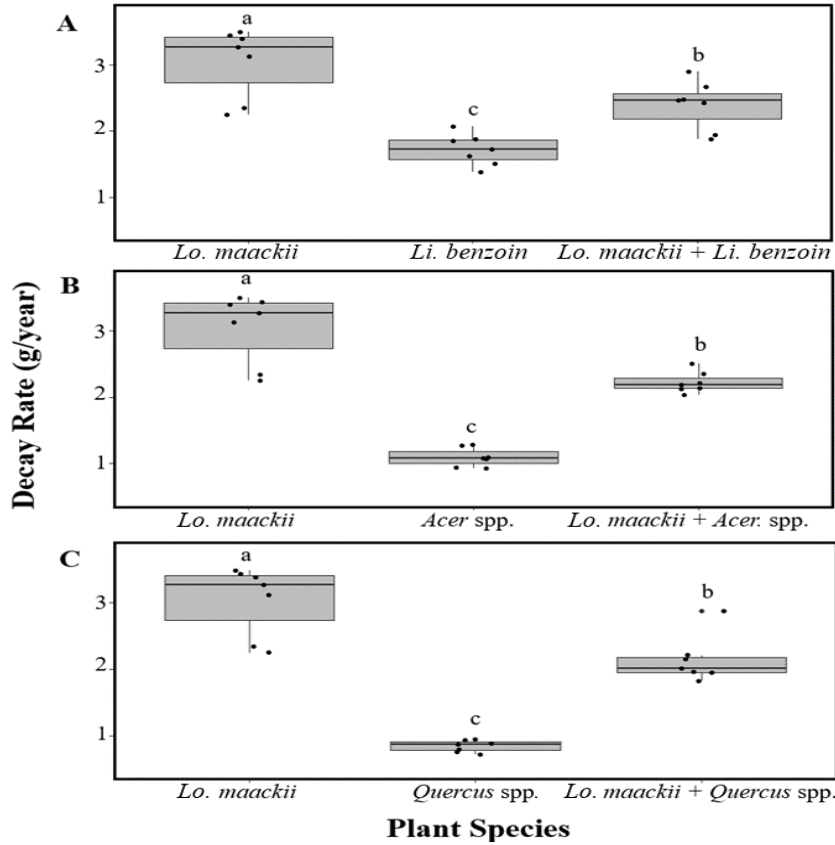 A
a
b
c
3
2
1
Lo. maackii Li. benzoin Lo. maackii + Li. benzoin
B
a
b
c
3
2
1
Lo. maackii Acer spp. Lo. maackii + Acer. spp.
C
a
b
c
3
2
1
Lo. maackii Quercus spp. Lo. maackii + Quercus spp.
Decay Rate (g/year)
Plant Species